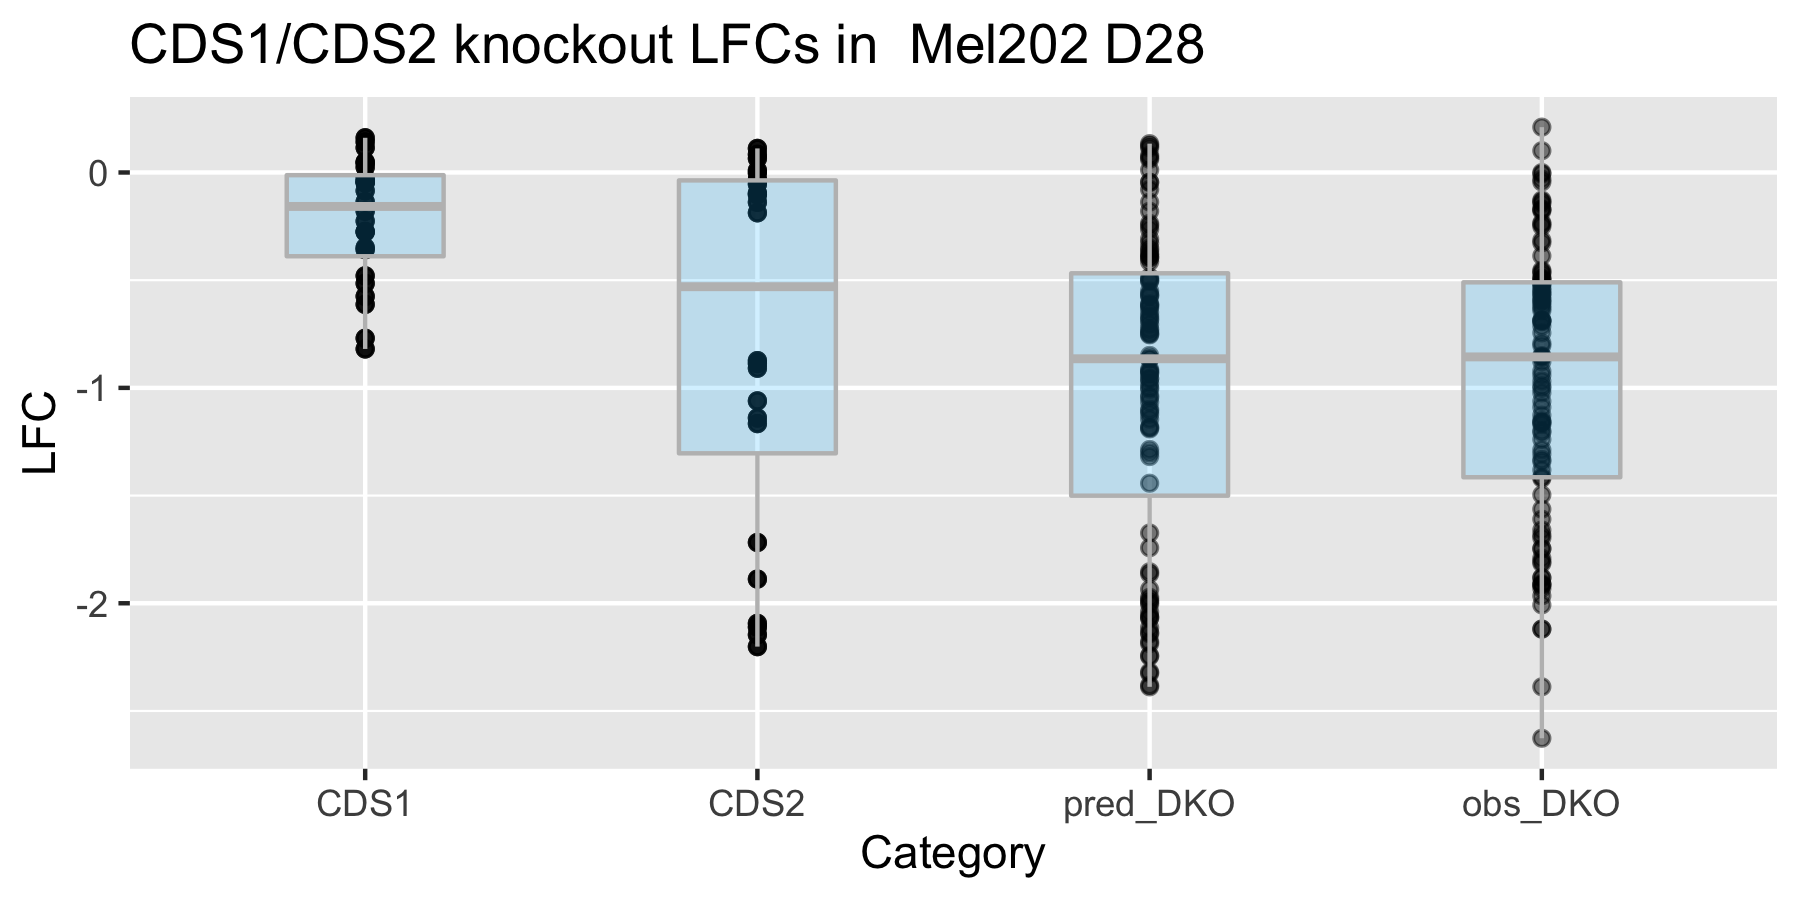 CDS1/CDS2 knockout LFCs in  Mel202 D28
LFC
0
-1
-2
CDS1 CDS2 pred_DKO obs_DKO
Category